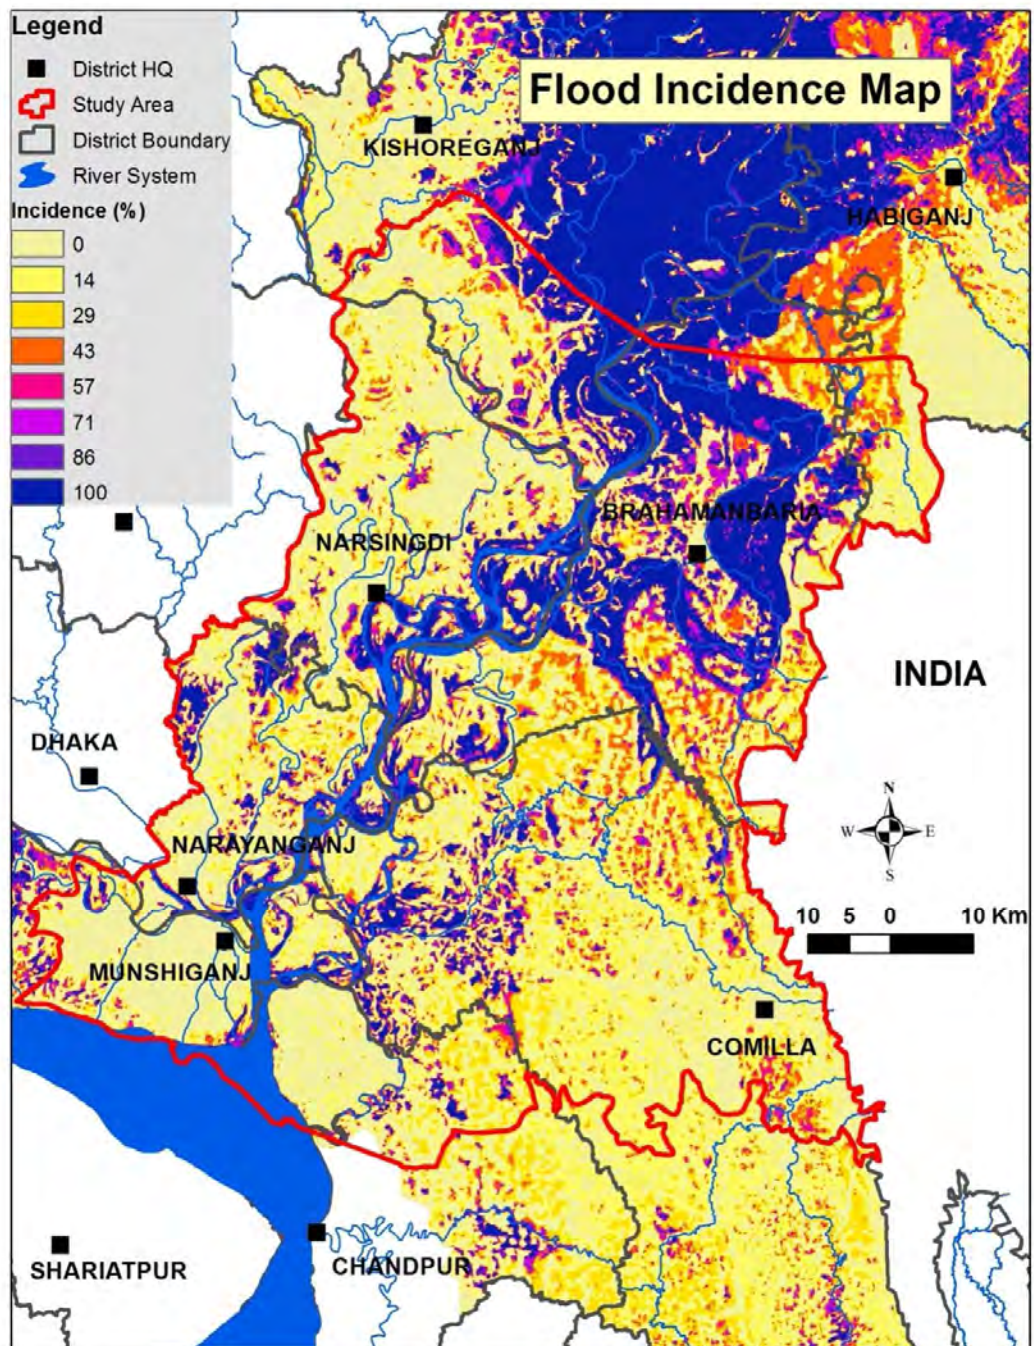 Legend
District HQ
Study Area
District Boundary
River System
Incidence (%)
0
14
29
43
57
71
86
100
Flood Incidence Map
KISHOREGANJ
HABIGANJ
BRAHAMANBARIA
NARSINGDI
INDIA
DHAKA
N
W E
S
NARAYANGANJ
10 5 0 10 Km
MUNSHIGANJ
COMILLA
CHANDPUR
SHARIATPUR